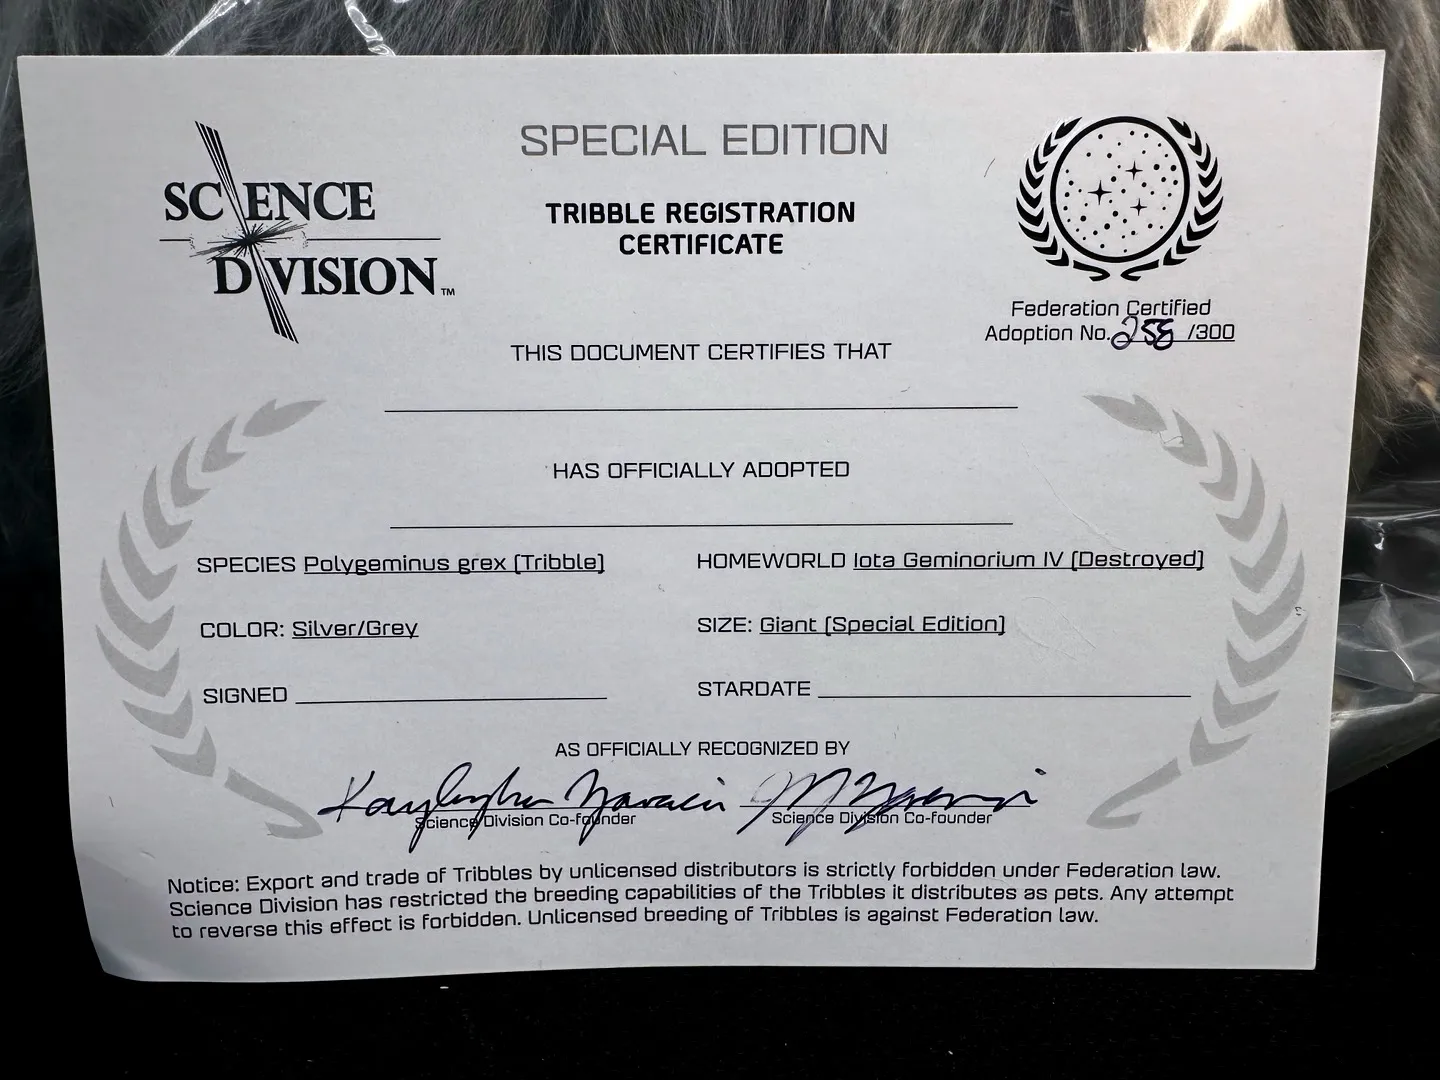 SCIENCE
DIVISION™
SPECIAL EDITION
TRIBBLE REGISTRATION
CERTIFICATE
Federation Certified
Adoption No. 258 /300
THIS DOCUMENT CERTIFIES THAT
HAS OFFICIALLY ADOPTED
SPECIES Polygeminus grex [Tribble]
HOMEWORLD Iota Geminorium IV [Destroyed]
COLOR: Silver/Grey
SIZE: Giant [Special Edition]
SIGNED
STARDATE
AS OFFICIALLY RECOGNIZED BY
Science Division Co-founder
Science Division Co-founder
Notice: Export and trade of Tribbles by unlicensed distributors is strictly forbidden under Federation law.
Science Division has restricted the breeding capabilities of the Tribbles it distributes as pets. Any attempt
to reverse this effect is forbidden. Unlicensed breeding of Tribbles is against Federation law.